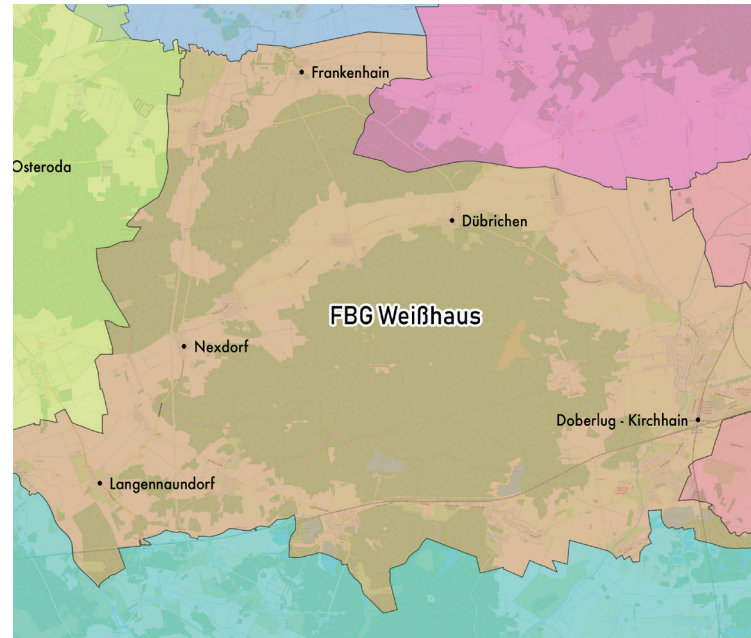 Frankenhain
Osteroda
Dübrichen
FBG Weißhaus
Nexdorf
Doberlug - Kirchhain
Langennaundorf